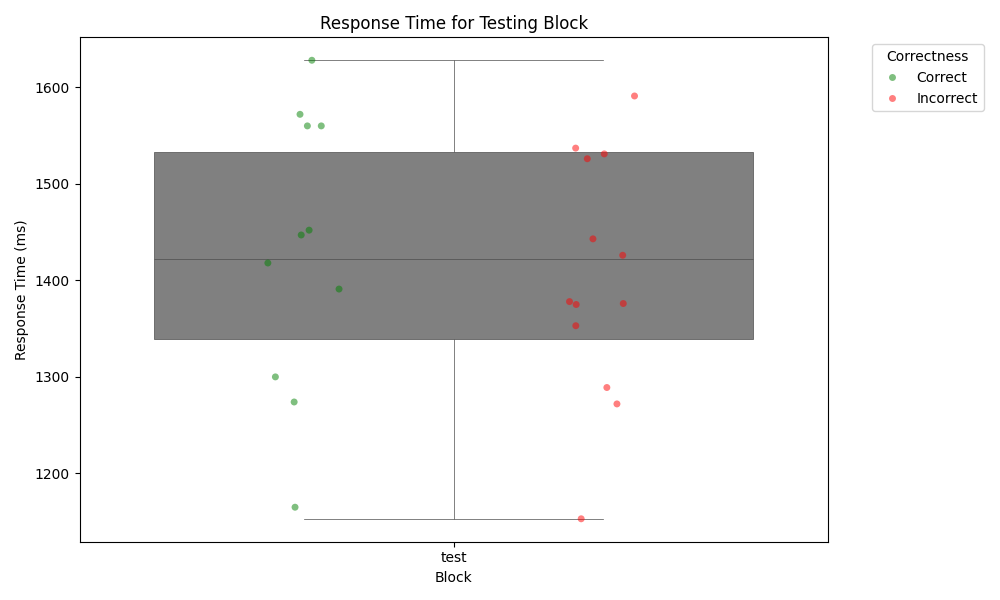 Response Time for Testing Block
Correctness
Correct
Incorrect
Response Time (ms)
1600
1500
1400
1300
1200
test
Block